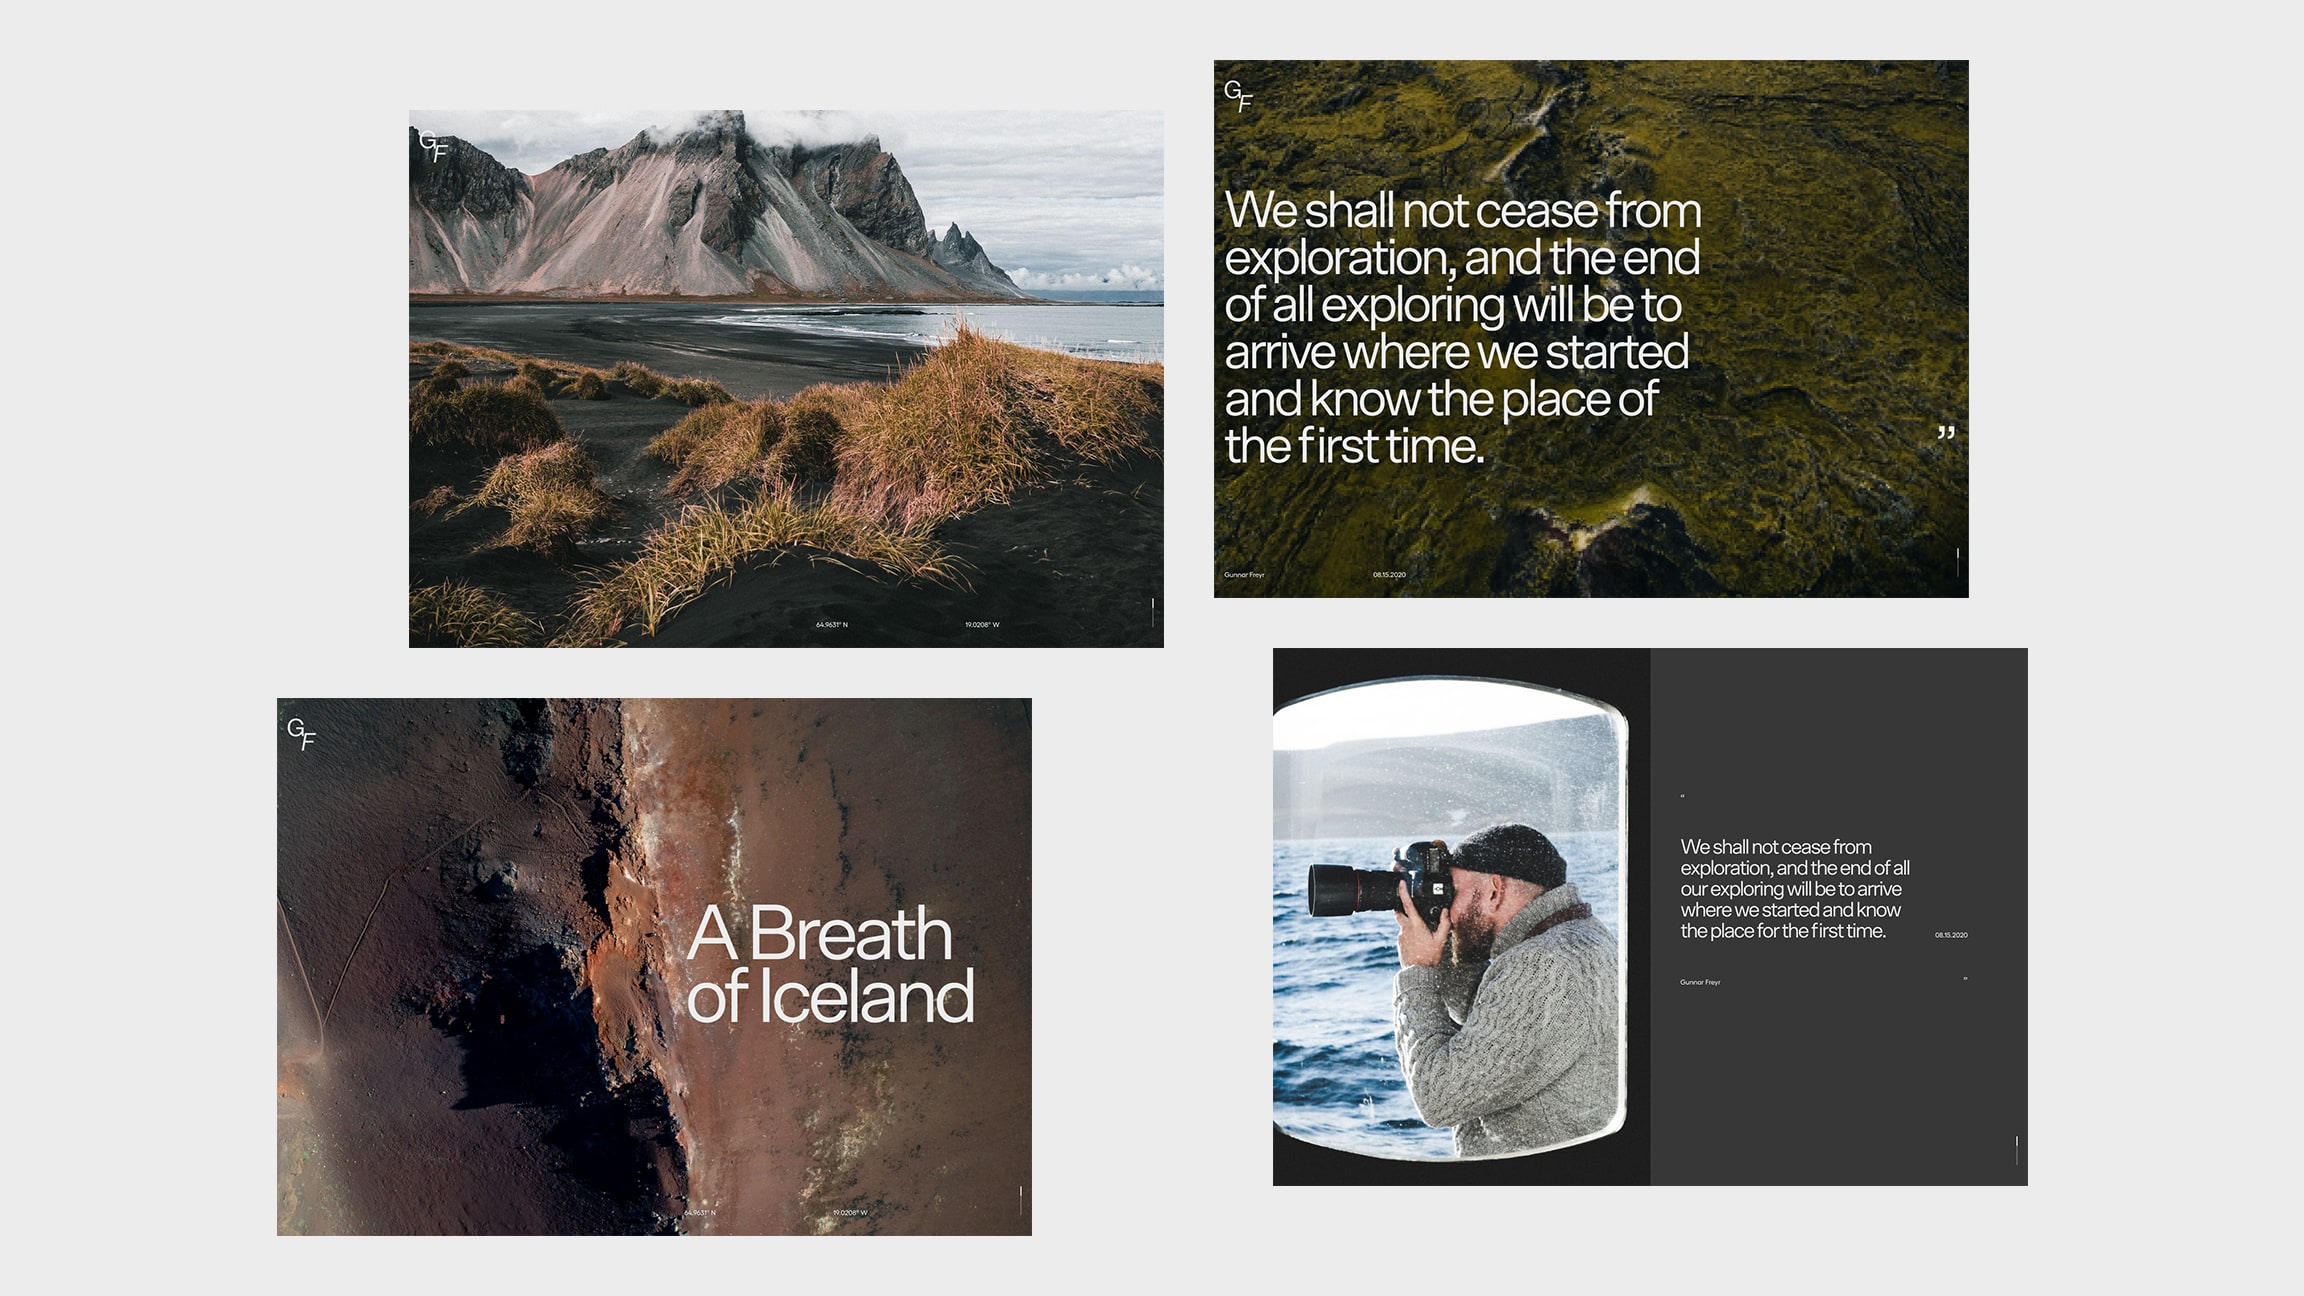 GF
64.9631° N
19.0208° W
GF
We shall not cease from
exploration, and the end
of all exploring will be to
arrive where we started
and know the place of
the first time.
”
Gunnar Freyr
08.15.2020
GF
A Breath
of Iceland
64.9631° N
19.0208° W
“
We shall not cease from
exploration, and the end of all
our exploring will be to arrive
where we started and know
the place for the first time.
08.15.2020
Gunnar Freyr
”